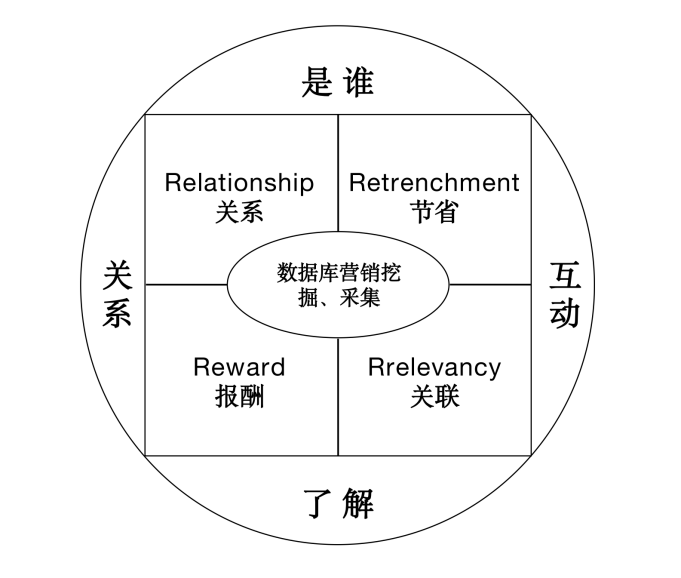 是谁
Relationship
关系
Retrenchment
节省
关系
数据库营销挖
掘、采集
互动
Reward
报酬
Rrelevancy
关联
了解